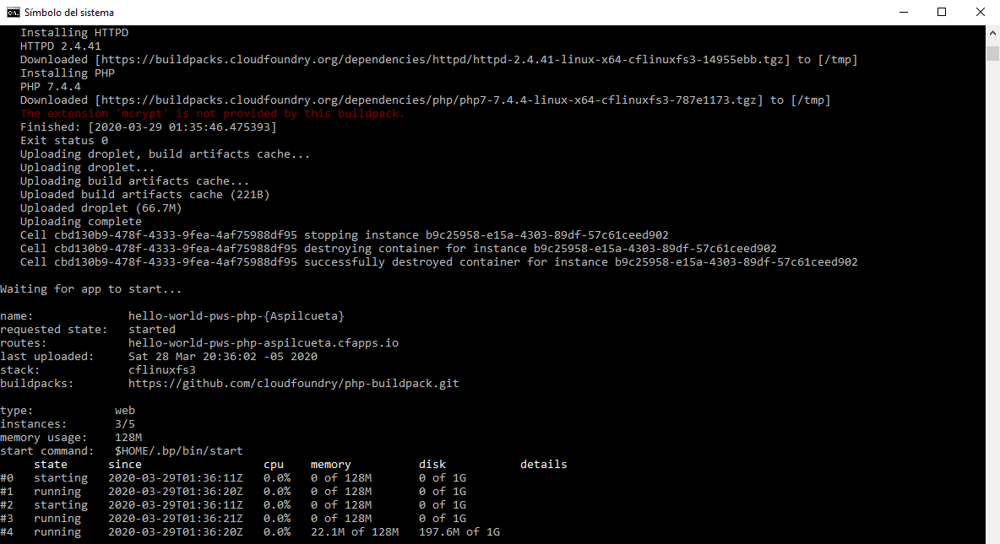 Símbolo del sistema
Installing HTTPD
HTTPD 2.4.41
Downloaded [https://buildpacks.cloudfoundry.org/dependencies/httpd/httpd-2.4.41-linux-x64-cflinuxfs3-14955ebb.tgz] to [/tmp]
Installing PHP
PHP 7.4.4
Downloaded [https://buildpacks.cloudfoundry.org/dependencies/php/php7-7.4.4-linux-x64-cflinuxfs3-787e1173.tgz] to [/tmp]
The extension 'mcrypt' is not provided by this buildpack.
Finished: [2020-03-29 01:35:46.475393]
Exit status 0
Uploading droplet, build artifacts cache...
Uploading droplet...
Uploading build artifacts cache...
Uploaded build artifacts cache (221B)
Uploaded droplet (66.7M)
Uploading complete
Cell cbd130b9-478f-4333-9fea-4af75988df95 stopping instance b9c25958-e15a-4303-89df-57c61ceed902
Cell cbd130b9-478f-4333-9fea-4af75988df95 destroying container for instance b9c25958-e15a-4303-89df-57c61ceed902
Cell cbd130b9-478f-4333-9fea-4af75988df95 successfully destroyed container for instance b9c25958-e15a-4303-89df-57c61ceed902
Waiting for app to start...
name: hello-world-pws-php-{Aspilcueta}
requested state: started
routes: hello-world-pws-php-aspilcueta.cfapps.io
last uploaded: Sat 28 Mar 20:36:02 -05 2020
stack: cflinuxfs3
buildpacks: https://github.com/cloudfoundry/php-buildpack.git
type: web
instances: 3/5
memory usage: 128M
start command: $HOME/.bp/bin/start
state since cpu memory disk details
#0 starting 2020-03-29T01:36:11Z 0.0% 0 of 128M 0 of 1G
#1 running 2020-03-29T01:36:20Z 0.0% 0 of 128M 0 of 1G
#2 starting 2020-03-29T01:36:11Z 0.0% 0 of 128M 0 of 1G
#3 running 2020-03-29T01:36:21Z 0.0% 0 of 128M 0 of 1G
#4 running 2020-03-29T01:36:20Z 0.0% 22.1M of 128M 197.6M of 1G